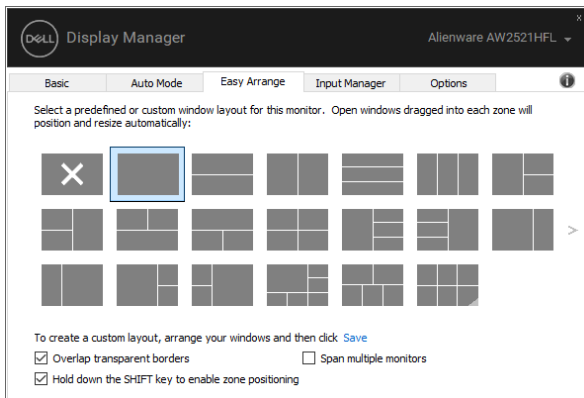 DELL Display Manager Alienware AW2521HFL
Basic Auto Mode Easy Arrange Input Manager Options
Select a predefined or custom window layout for this monitor. Open windows dragged into each zone will
position and resize automatically:
To create a custom layout, arrange your windows and then click Save
Overlap transparent borders Span multiple monitors
Hold down the SHIFT key to enable zone positioning